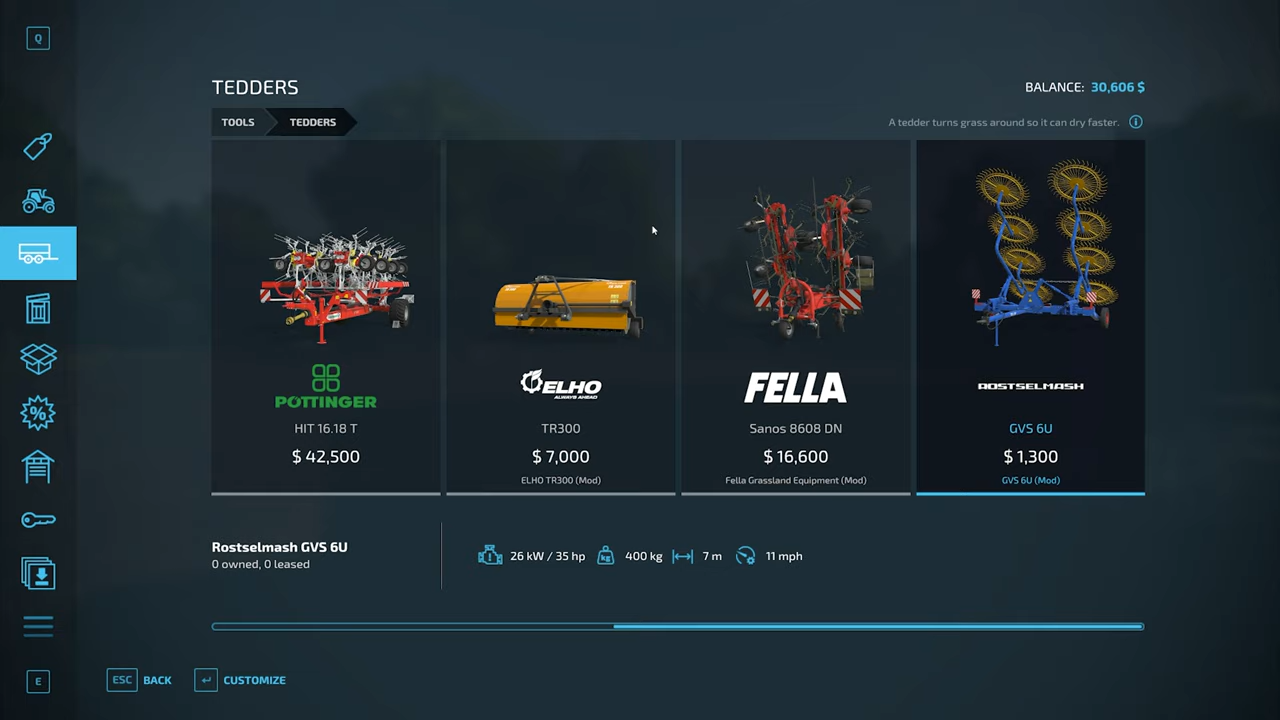 Q
TEDDERS
BALANCE: 30,606 $
TOOLS
TEDDERS
A tedder turns grass around so it can dry faster.
PÖTTINGER
HIT 16.18 T
$ 42,500
ELHO
ALWAYS AHEAD
TR300
$ 7,000
ELHO TR300 (Mod)
FELLA
Sanos 8608 DN
$ 16,600
Fella Grassland Equipment (Mod)
ROSTSELMASH
GVS 6U
$ 1,300
GVS 6U (Mod)
Rostselmash GVS 6U
0 owned, 0 leased
26 kW / 35 hp
400 kg
7 m
11 mph
E
ESC BACK
CUSTOMIZE